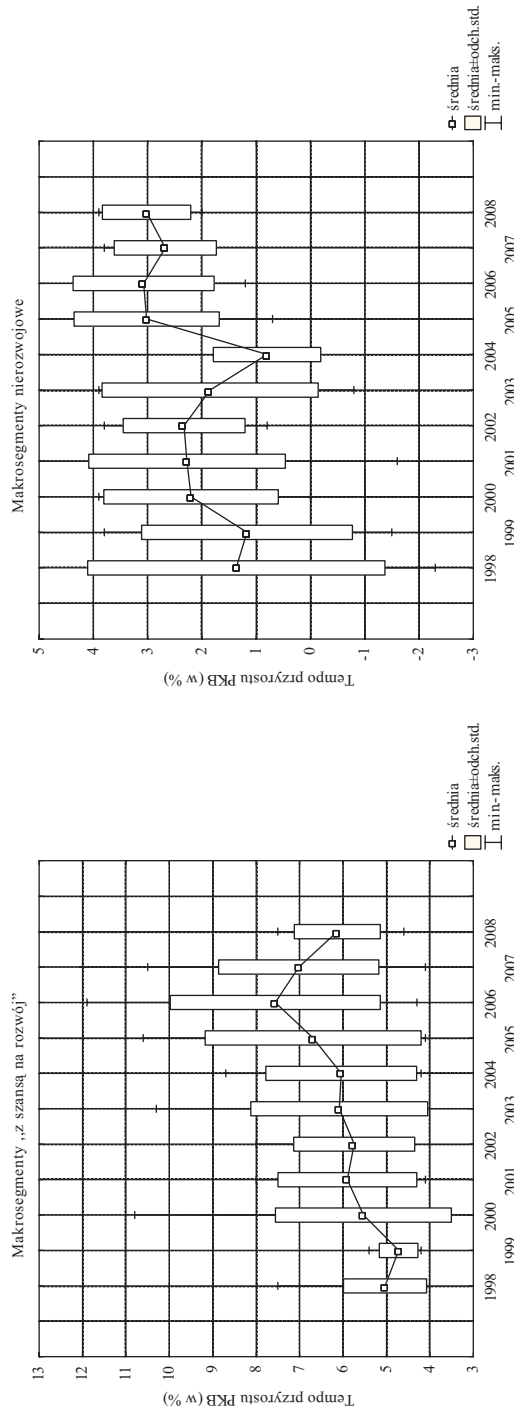 Makrosegmenty „z szansą na rozwój”
Tempo przyrostu PKB (w %)
13
12
11
10
9
8
7
6
5
4
3
1998 1999 2000 2001 2002 2003 2004 2005 2006 2007 2008
średnia
średnia±odch.std.
min.-maks.
Makrosegmenty nierozwojowe
Tempo przyrostu PKB (w %)
5
4
3
2
1
0
-1
-2
-3
1998 1999 2000 2001 2002 2003 2004 2005 2006 2007 2008
średnia
średnia±odch.std.
min.-maks.